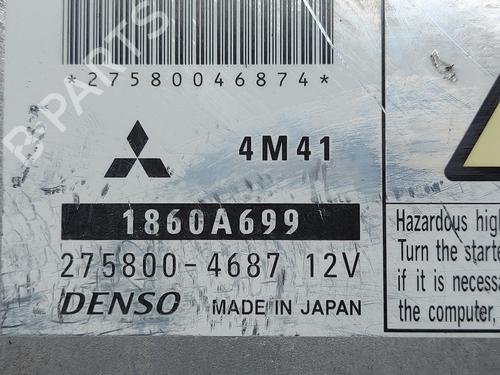 B-PARTS
*27580046874*
4M41
1860A699
275800-4687 12V
DENSO MADE IN JAPAN
Hazardous high
Turn the starte
if it is necessa
the computer,